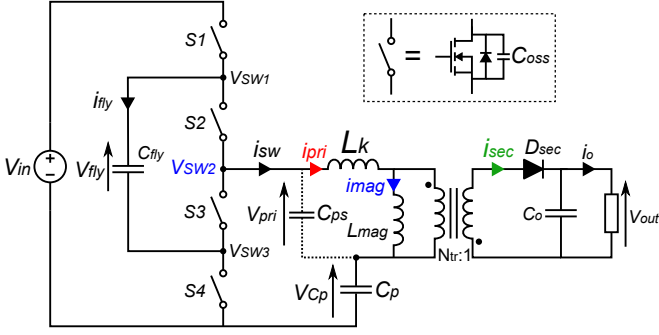 S1
= Coss
VSW1
ifly
S2
isw
ipri
Lk
isec
Dsec
io
Vin
Vfly
Cfly
VSW2
imag
Vpri
Cps
S3
Lmag
Co
Vout
VSW3
Ntr:1
S4
VCp
Cp